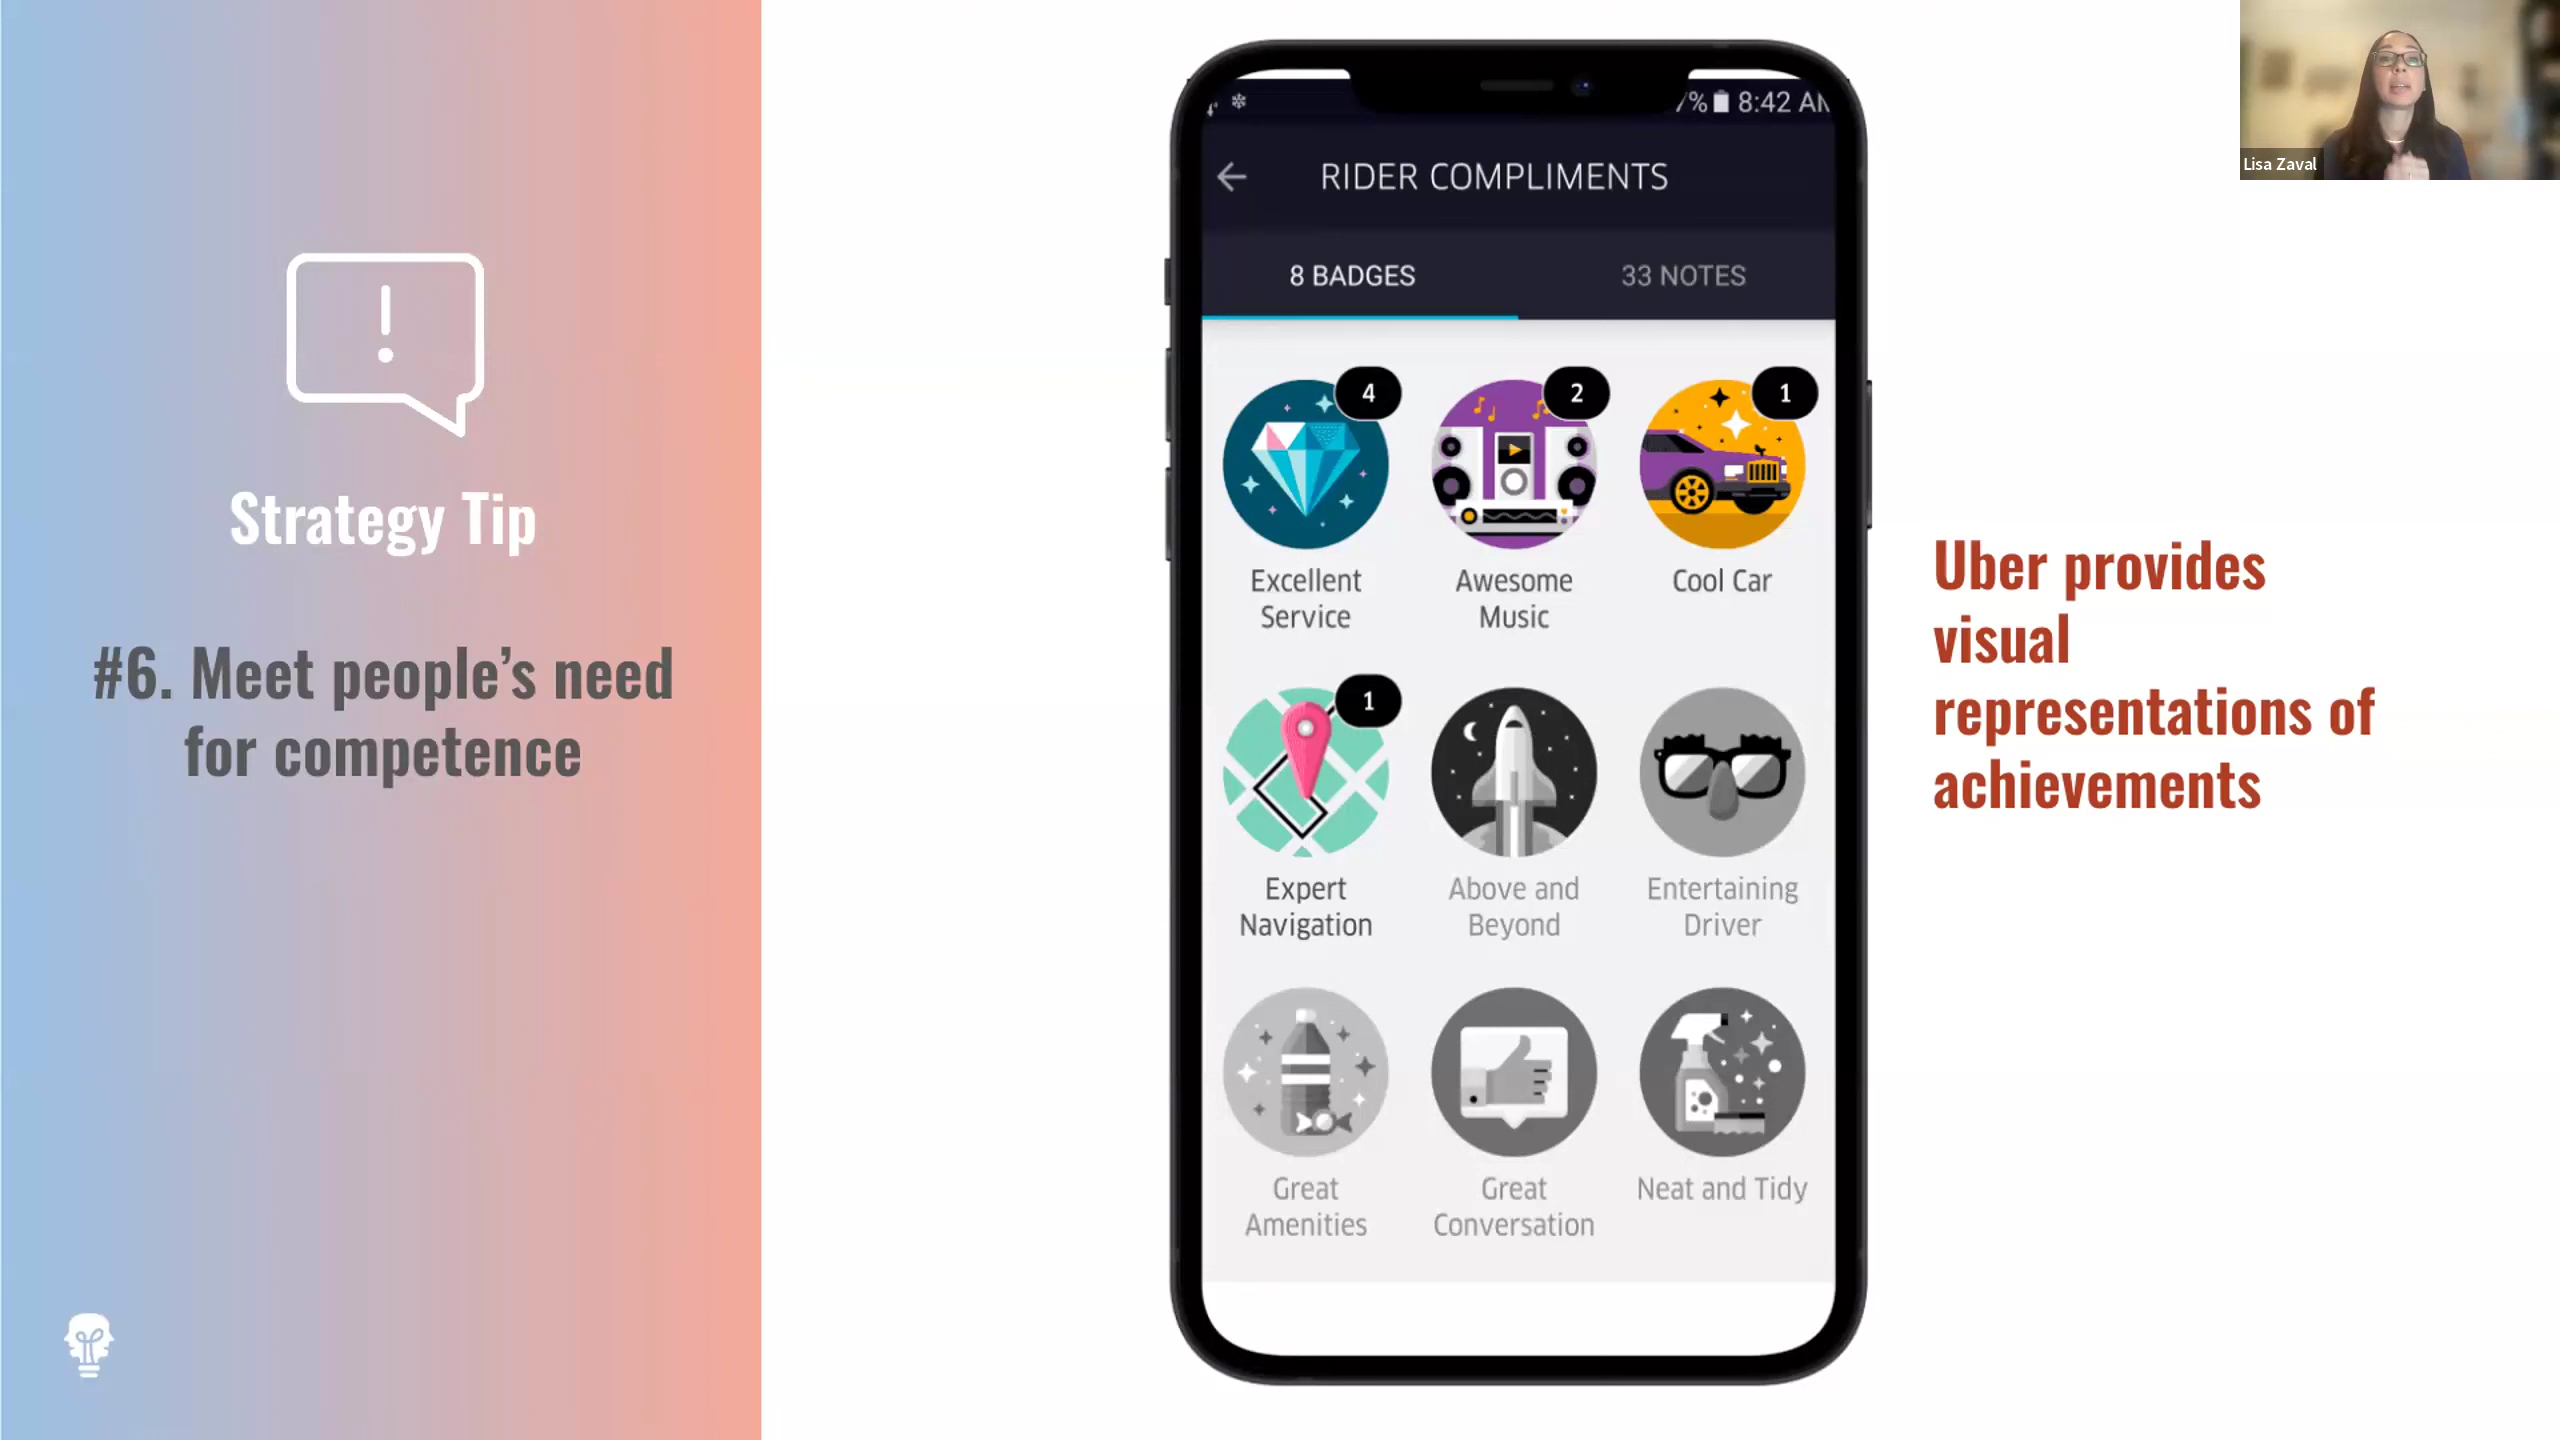 Strategy Tip
#6. Meet people's need
for competence
8:42
RIDER COMPLIMENTS
8 BADGES
33 NOTES
4
2
1
Excellent
Service
Awesome
Music
Cool Car
1
Expert
Navigation
Above and
Beyond
Entertaining
Driver
Great
Amenities
Great
Conversation
Neat and Tidy
Uber provides
visual
representations of
achievements
Lisa Zaval